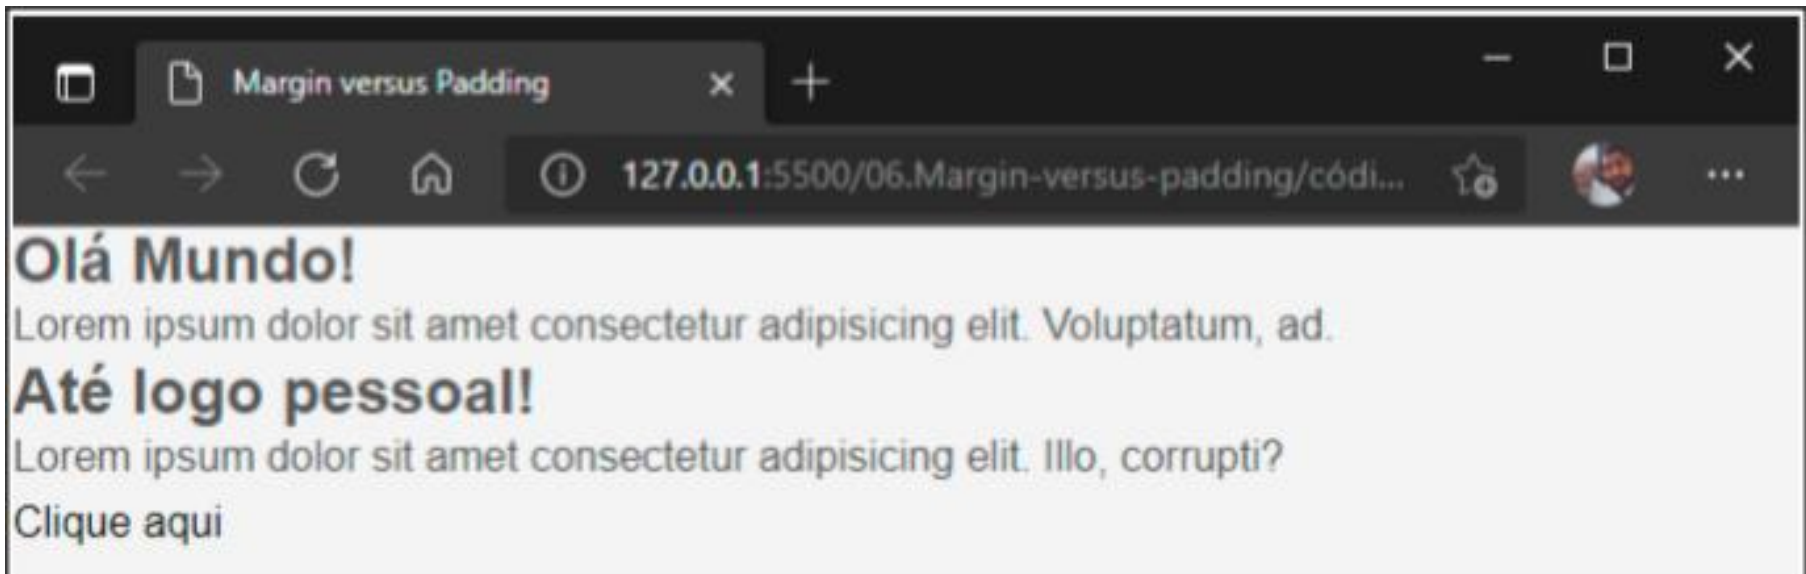 Margin versus Padding
127.0.0.1:5500/06.Margin-versus-padding/códi...
Olá Mundo!
Lorem ipsum dolor sit amet consectetur adipisicing elit. Voluptatum, ad.
Até logo pessoal!
Lorem ipsum dolor sit amet consectetur adipisicing elit. Illo, corrupti?
Clique aqui